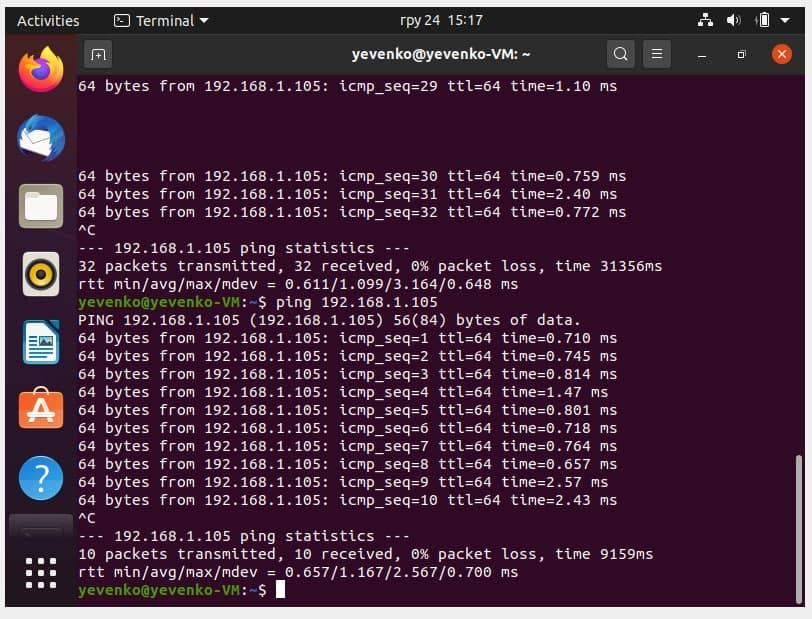 Activities
Terminal
гру 24 15:17
yevenko@yevenko-VM: ~
64 bytes from 192.168.1.105: icmp_seq=29 ttl=64 time=1.10 ms
64 bytes from 192.168.1.105: icmp_seq=30 ttl=64 time=0.759 ms
64 bytes from 192.168.1.105: icmp_seq=31 ttl=64 time=2.40 ms
64 bytes from 192.168.1.105: icmp_seq=32 ttl=64 time=0.772 ms
^C
--- 192.168.1.105 ping statistics ---
32 packets transmitted, 32 received, 0% packet loss, time 31356ms
rtt min/avg/max/mdev = 0.611/1.099/3.164/0.648 ms
yevenko@yevenko-VM:~$ ping 192.168.1.105
PING 192.168.1.105 (192.168.1.105) 56(84) bytes of data.
64 bytes from 192.168.1.105: icmp_seq=1 ttl=64 time=0.710 ms
64 bytes from 192.168.1.105: icmp_seq=2 ttl=64 time=0.745 ms
64 bytes from 192.168.1.105: icmp_seq=3 ttl=64 time=0.814 ms
64 bytes from 192.168.1.105: icmp_seq=4 ttl=64 time=1.47 ms
64 bytes from 192.168.1.105: icmp_seq=5 ttl=64 time=0.801 ms
64 bytes from 192.168.1.105: icmp_seq=6 ttl=64 time=0.718 ms
64 bytes from 192.168.1.105: icmp_seq=7 ttl=64 time=0.764 ms
64 bytes from 192.168.1.105: icmp_seq=8 ttl=64 time=0.657 ms
64 bytes from 192.168.1.105: icmp_seq=9 ttl=64 time=2.57 ms
64 bytes from 192.168.1.105: icmp_seq=10 ttl=64 time=2.43 ms
^C
--- 192.168.1.105 ping statistics ---
10 packets transmitted, 10 received, 0% packet loss, time 9159ms
rtt min/avg/max/mdev = 0.657/1.167/2.567/0.700 ms
yevenko@yevenko-VM:~$